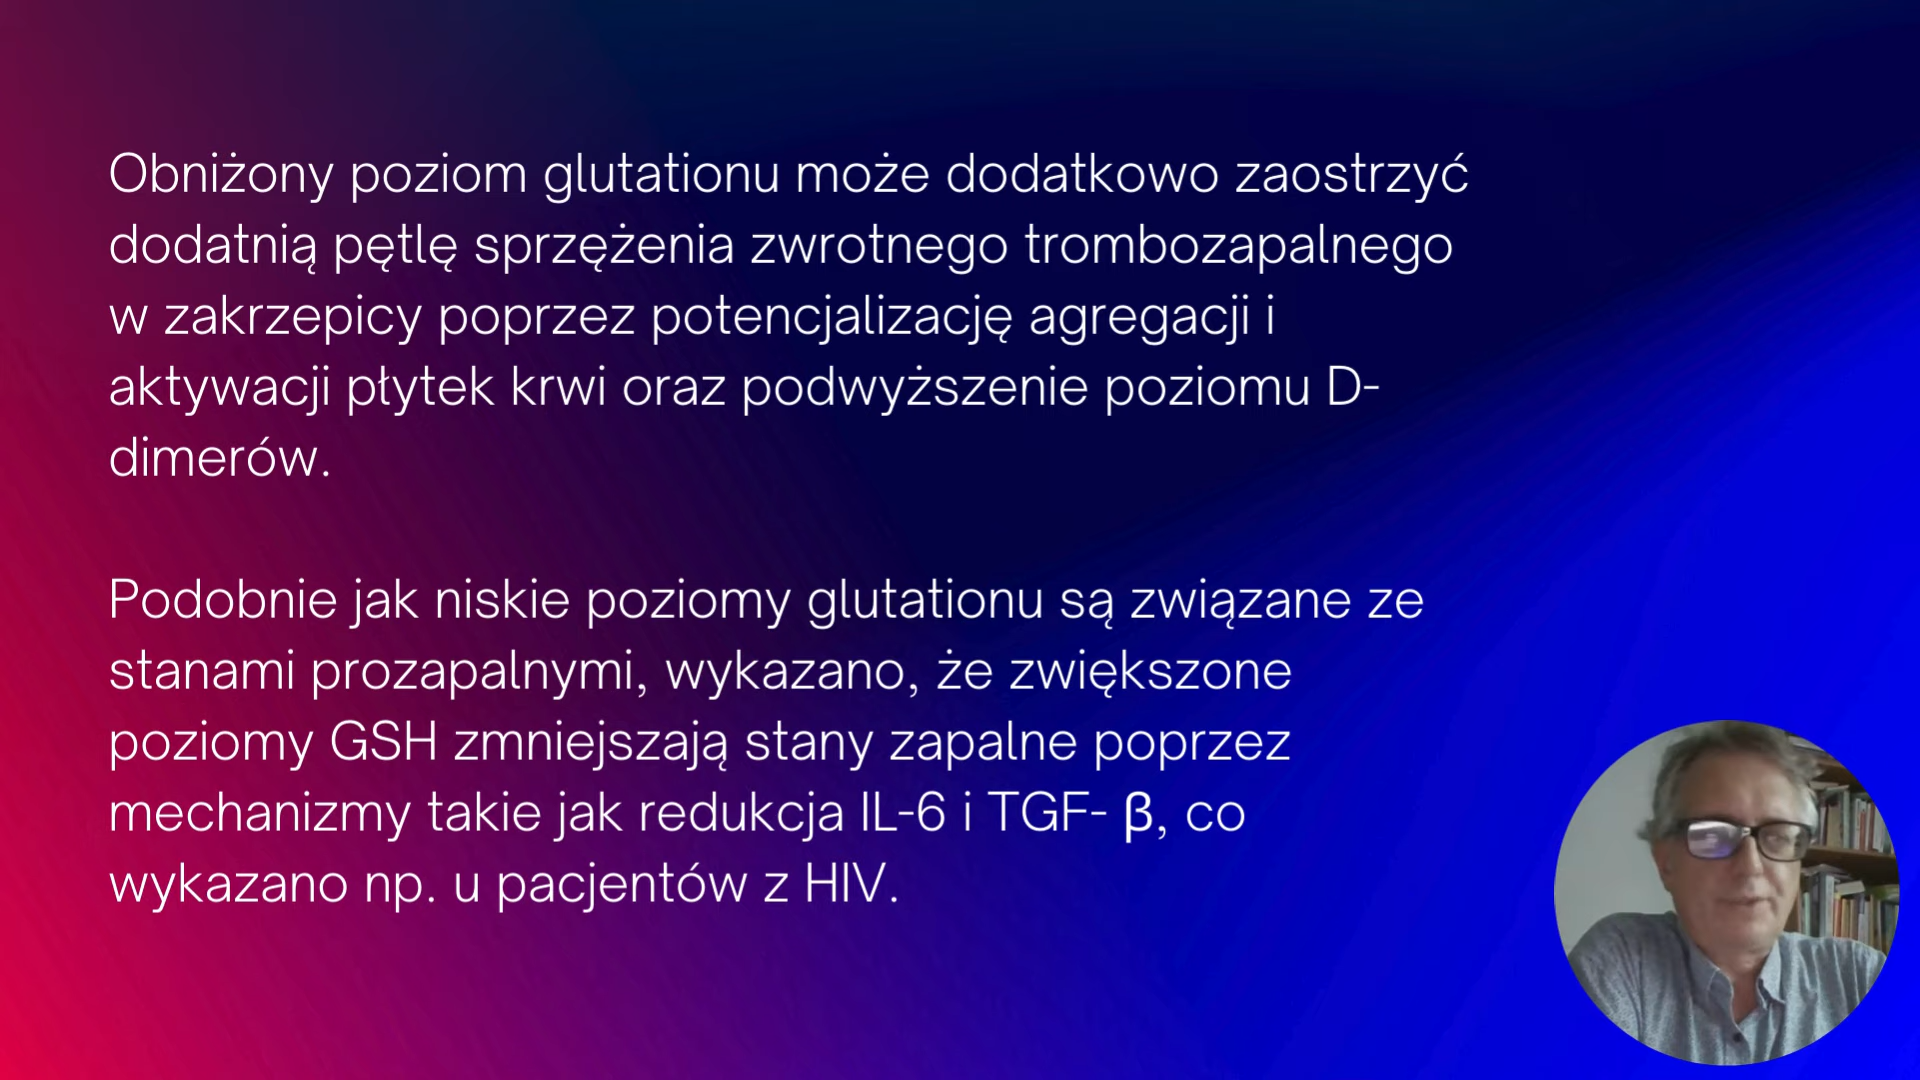 Obniżony poziom glutationu może dodatkowo zaostrzyć
dodatnią pętlę sprzężenia zwrotnego trombozapalnego
w zakrzepicy poprzez potencjalizację agregacji i
aktywacji płytek krwi oraz podwyższenie poziomu D-
dimerów.
Podobnie jak niskie poziomy glutationu są związane ze
stanami prozapalnymi, wykazano, że zwiększone
poziomy GSH zmniejszają stany zapalne poprzez
mechanizmy takie jak redukcja IL-6 i TGF- β, co
wykazano np. u pacjentów z HIV.